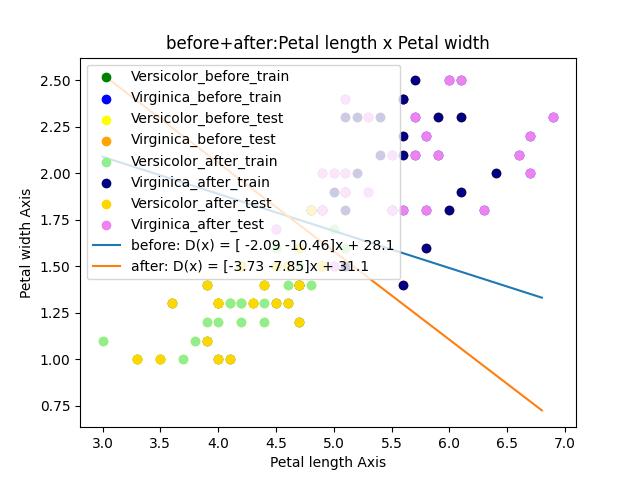 before+after:Petal length x Petal width
Petal width Axis
2.50
2.25
2.00
1.75
1.50
1.25
1.00
0.75
Versicolor_before_train
Virginica_before_train
Versicolor_before_test
Virginica_before_test
Versicolor_after_train
Virginica_after_train
Versicolor_after_test
Virginica_after_test
before: D(x) = [ -2.09 -10.46]x + 28.1
after: D(x) = [-3.73 -7.85]x + 31.1
3.0 3.5 4.0 4.5 5.0 5.5 6.0 6.5 7.0
Petal length Axis